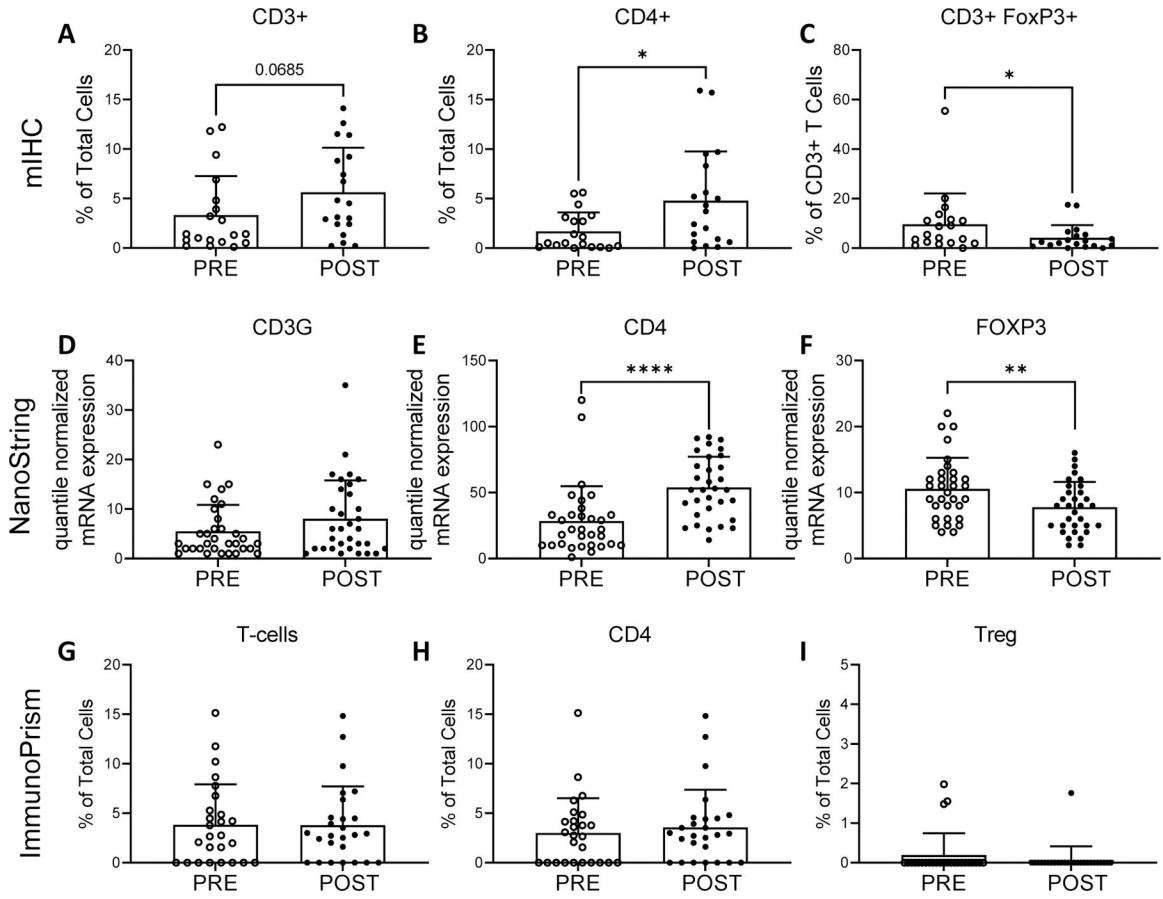 mIHC
A
CD3+
% of Total Cells
20
15
10
5
0
0.0685
PRE
POST
B
CD4+
% of Total Cells
20
15
10
5
0
*
PRE
POST
C
CD3+ FoxP3+
% of CD3+ T Cells
80
60
40
20
0
*
PRE
POST
NanoString
D
CD3G
quantile normalized
mRNA expression
40
30
20
10
0
PRE
POST
E
CD4
quantile normalized
mRNA expression
150
100
50
0
****
PRE
POST
F
FOXP3
quantile normalized
mRNA expression
30
20
10
0
**
PRE
POST
ImmunoPrism
G
T-cells
% of Total Cells
20
15
10
5
0
PRE
POST
H
CD4
% of Total Cells
20
15
10
5
0
PRE
POST
I
Treg
% of Total Cells
5
4
3
2
1
0
PRE
POST